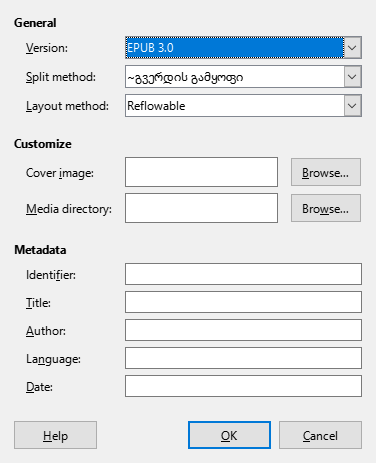 General
Version: EPUB 3.0
Split method: ~გვერდის გამყოფი
Layout method: Reflowable
Customize
Cover image: Browse...
Media directory: Browse...
Metadata
Identifier:
Title:
Author:
Language:
Date:
Help OK Cancel